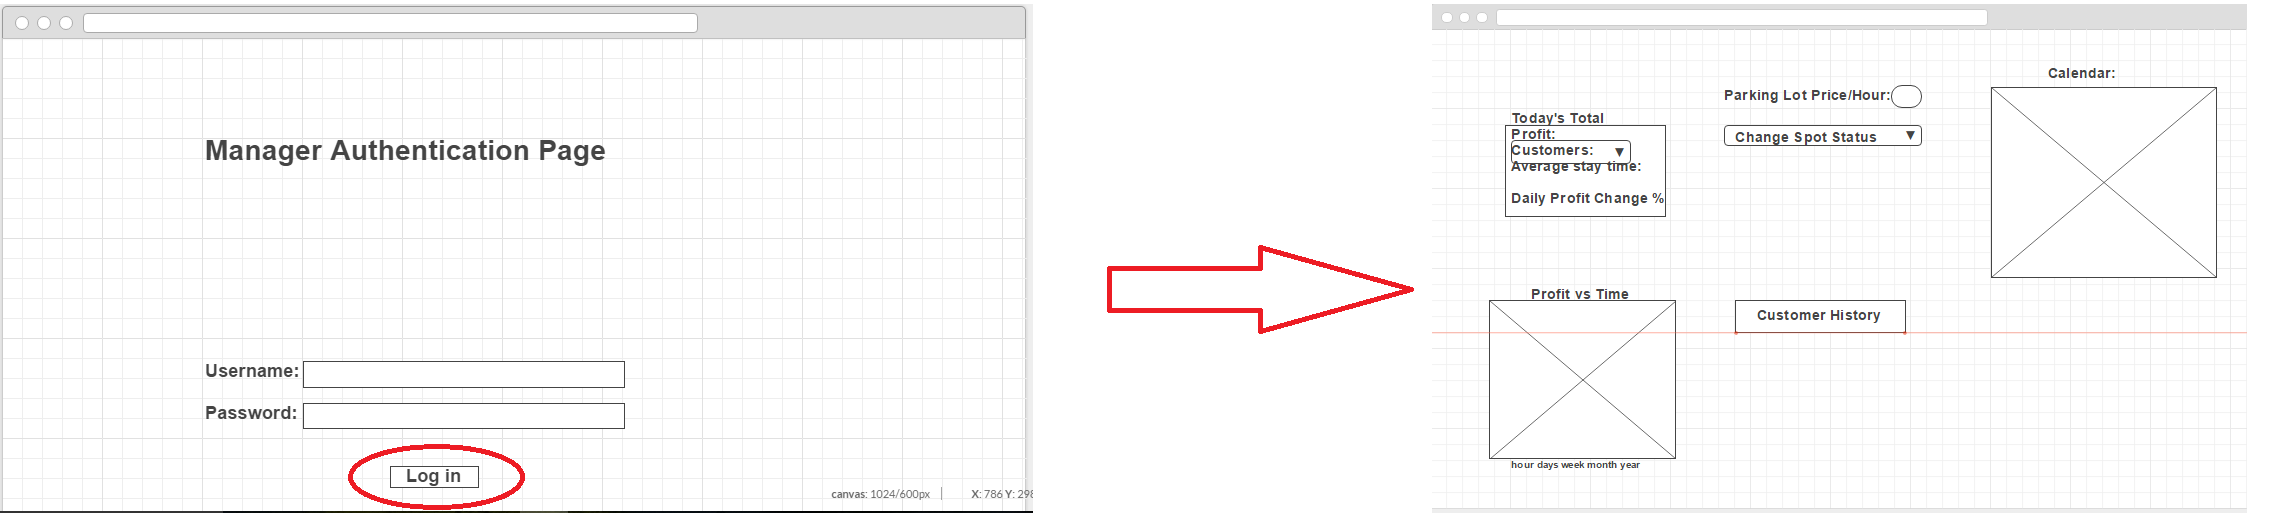 Manager Authentication Page
Username:
Password:
Log in
canvas: 1024/600px
X: 786 Y: 298
Today's Total
Profit:
Customers:
Average stay time:
Daily Profit Change %
Parking Lot Price/Hour:
Change Spot Status
Calendar:
Profit vs Time
hour days week month year
Customer History